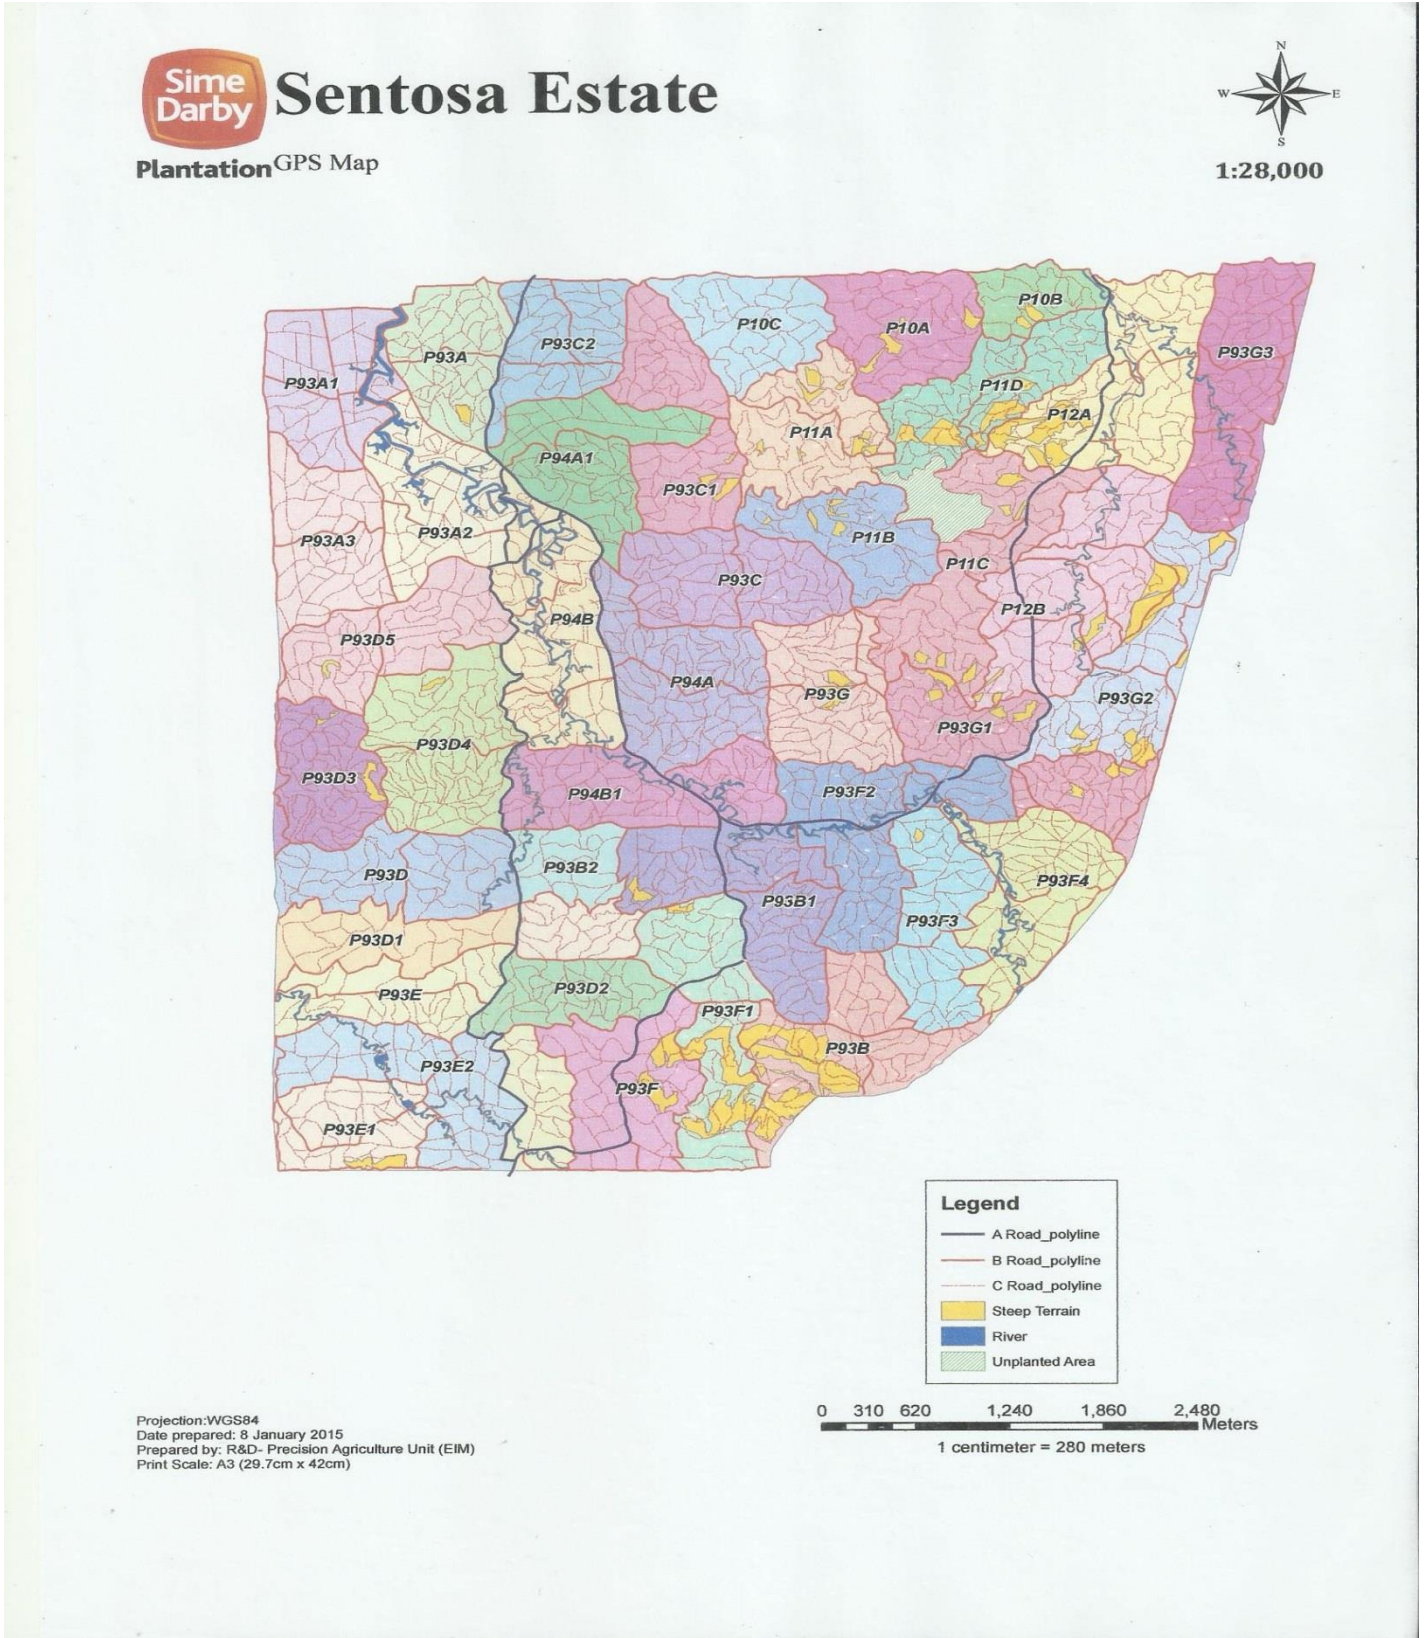 Sime
Darby
Plantation
Sentosa Estate
GPS Map
N
W
E
S
1:28,000
P10B
P10C
P10A
P93C2
P93A
P93G3
P93A1
P11D
P12A
P11A
P94A1
P93C1
P93A2
P11B
P93A3
P11C
P93C
P12B
P94B
P93D5
P94A
P93G
P93G2
P93G1
P93D4
P93D3
P94B1
P93F2
P93D
P93B2
P93F4
P93B1
P93F3
P93D1
P93D2
P93E
P93F1
P93B
P93E2
P93F
P93E1
Legend
A Road_polyline
B Road_polyline
C Road_polyline
Steep Terrain
River
Unplanted Area
0 310 620 1,240 1,860 2,480
Meters
1 centimeter = 280 meters
Projection:WGS84
Date prepared: 8 January 2015
Prepared by: R&D- Precision Agriculture Unit (EIM)
Print Scale: A3 (29.7cm x 42cm)